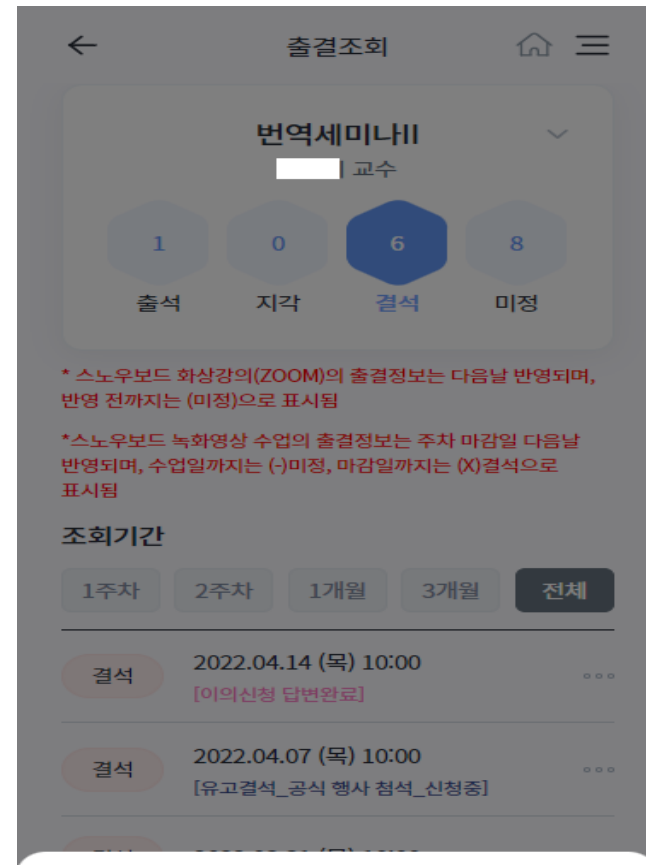 출결조회
번역세미나II
교수
1 0 6 8
출석 지각 결석 미정
* 스노우보드 화상강의(ZOOM)의 출결정보는 다음날 반영되며,
반영 전까지는 (미정)으로 표시됨
*스노우보드 녹화영상 수업의 출결정보는 주차 마감일 다음날
반영되며, 수업일까지는 (-)미정, 마감일까지는 (X)결석으로
표시됨
조회기간
1주차 2주차 1개월 3개월 전체
결석 2022.04.14 (목) 10:00
[이의신청 답변완료]
결석 2022.04.07 (목) 10:00
[유고결석_공식 행사 참석_신청중]